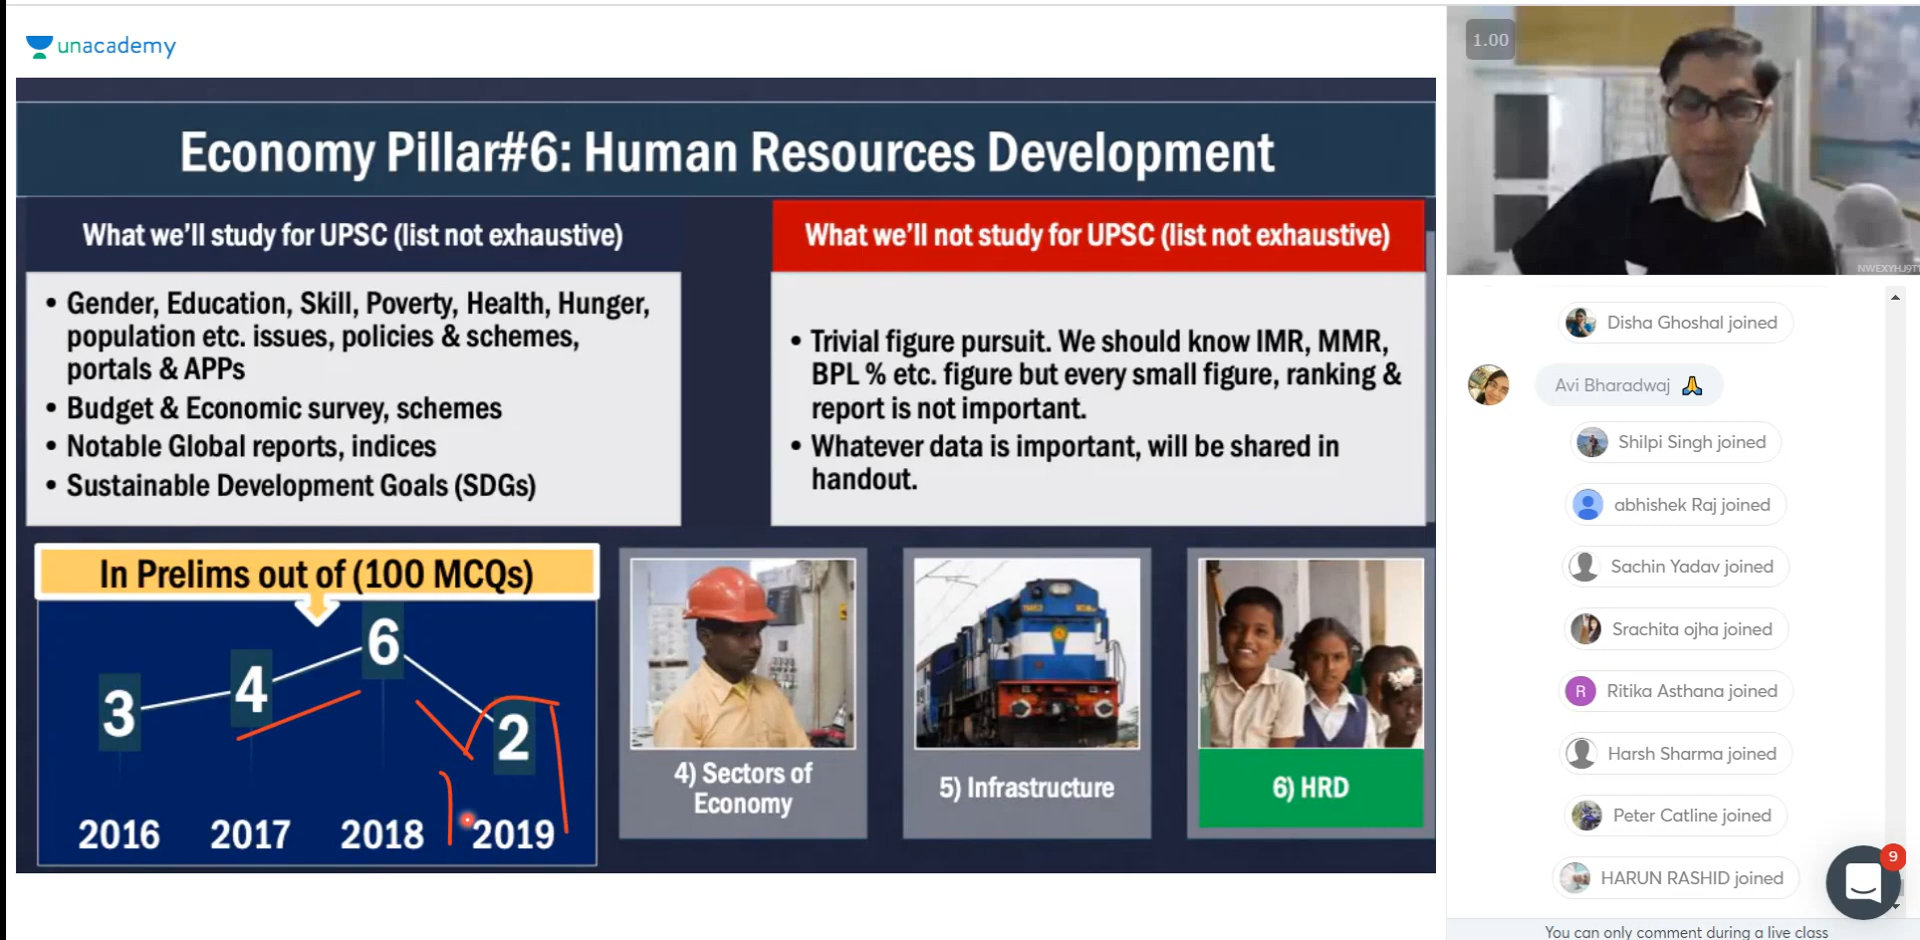 unacademy
Economy Pillar#6: Human Resources Development
What we'll study for UPSC (list not exhaustive)
• Gender, Education, Skill, Poverty, Health, Hunger,
population etc. issues, policies & schemes,
portals & APPs
• Budget & Economic survey, schemes
• Notable Global reports, indices
• Sustainable Development Goals (SDGs)
What we'll not study for UPSC (list not exhaustive)
• Trivial figure pursuit. We should know IMR, MMR,
BPL % etc. figure but every small figure, ranking &
report is not important.
• Whatever data is important, will be shared in
handout.
In Prelims out of (100 MCQs)
3
4
6
2
2016 2017 2018 2019
4) Sectors of
Economy
5) Infrastructure
6) HRD
1.00
Disha Ghoshal joined
Avi Bharadwaj 🙏
Shilpi Singh joined
abhishek Raj joined
Sachin Yadav joined
Srachita ojha joined
R
Ritika Asthana joined
Harsh Sharma joined
Peter Catline joined
HARUN RASHID joined
9
You can only comment during a live class